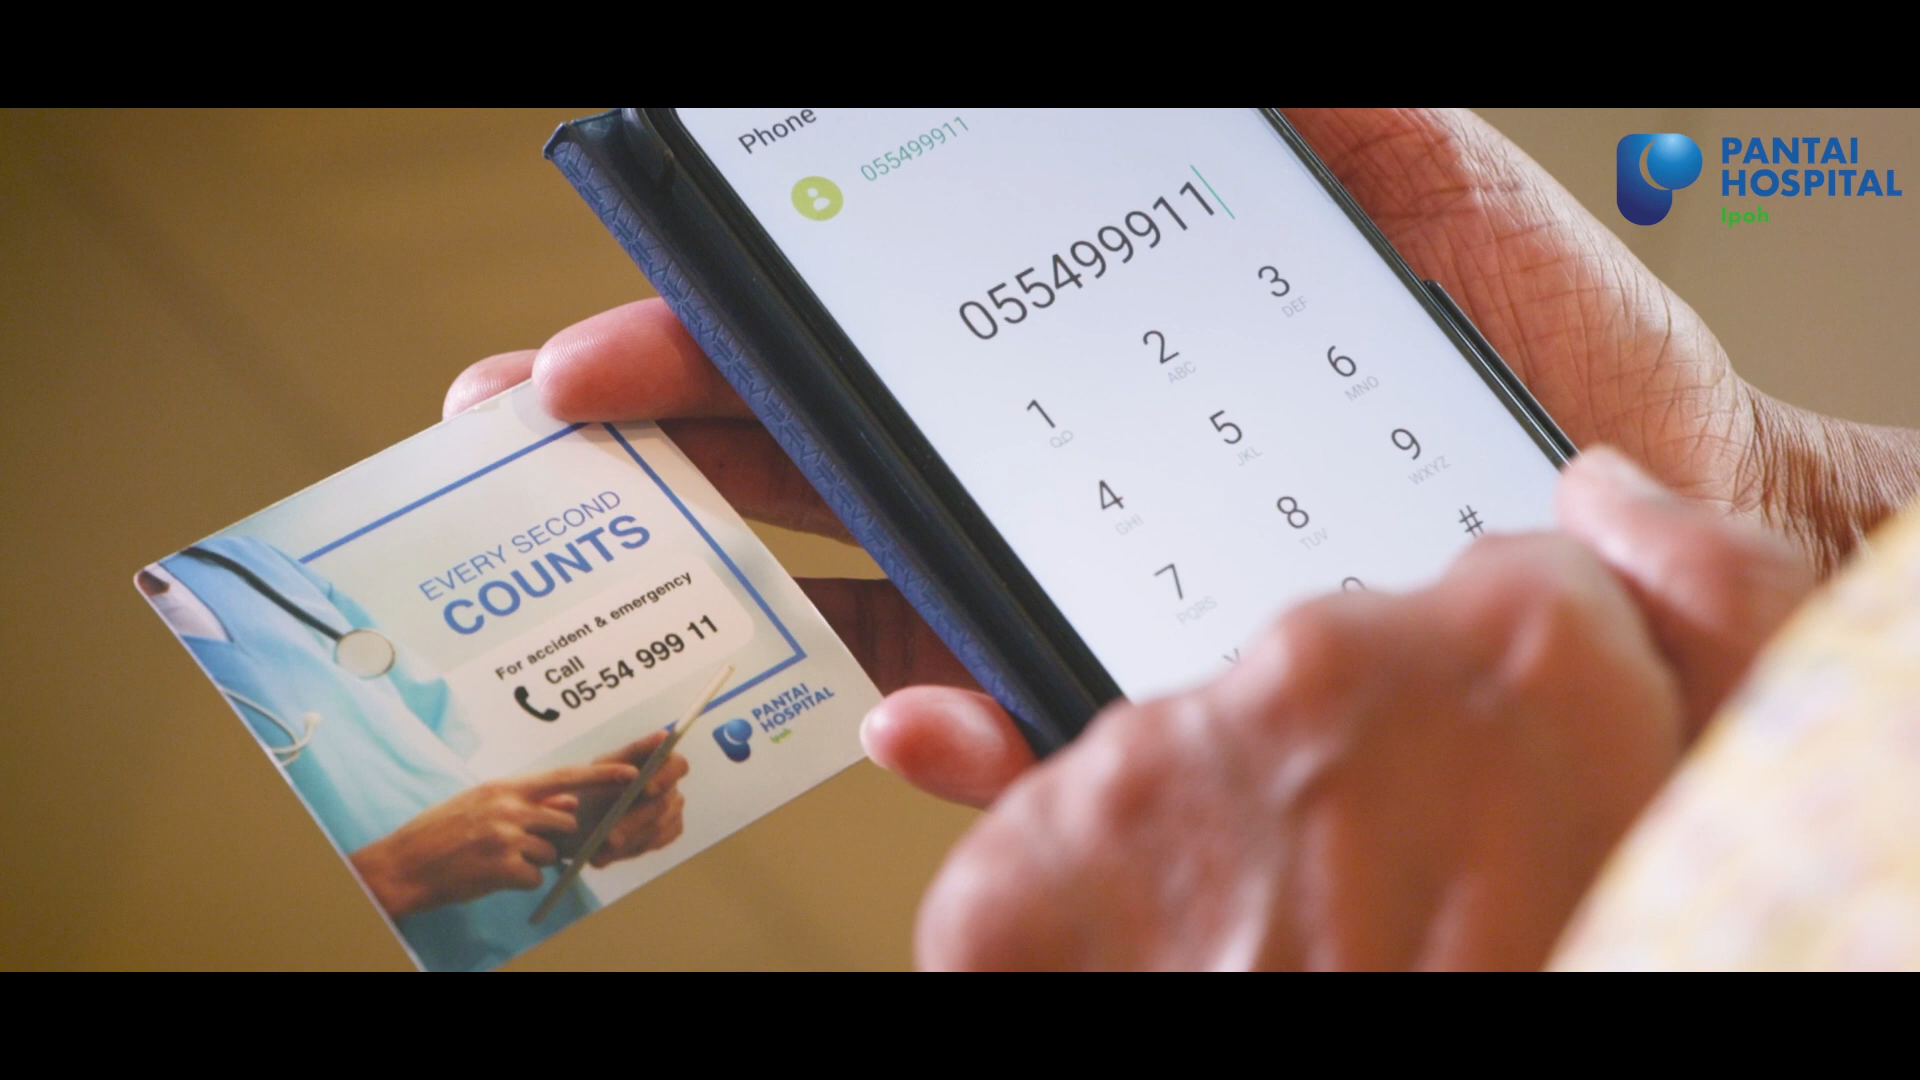 Phone
055499911
055499911
1
2 ABC
3 DEF
4 GHI
5 JKL
6 MNO
7 PQRS
8 TUV
9 WXYZ
#
EVERY SECOND
COUNTS
For accident & emergency
Call
05-54 999 11
PANTAI
HOSPITAL
Ipoh
PANTAI
HOSPITAL
Ipoh